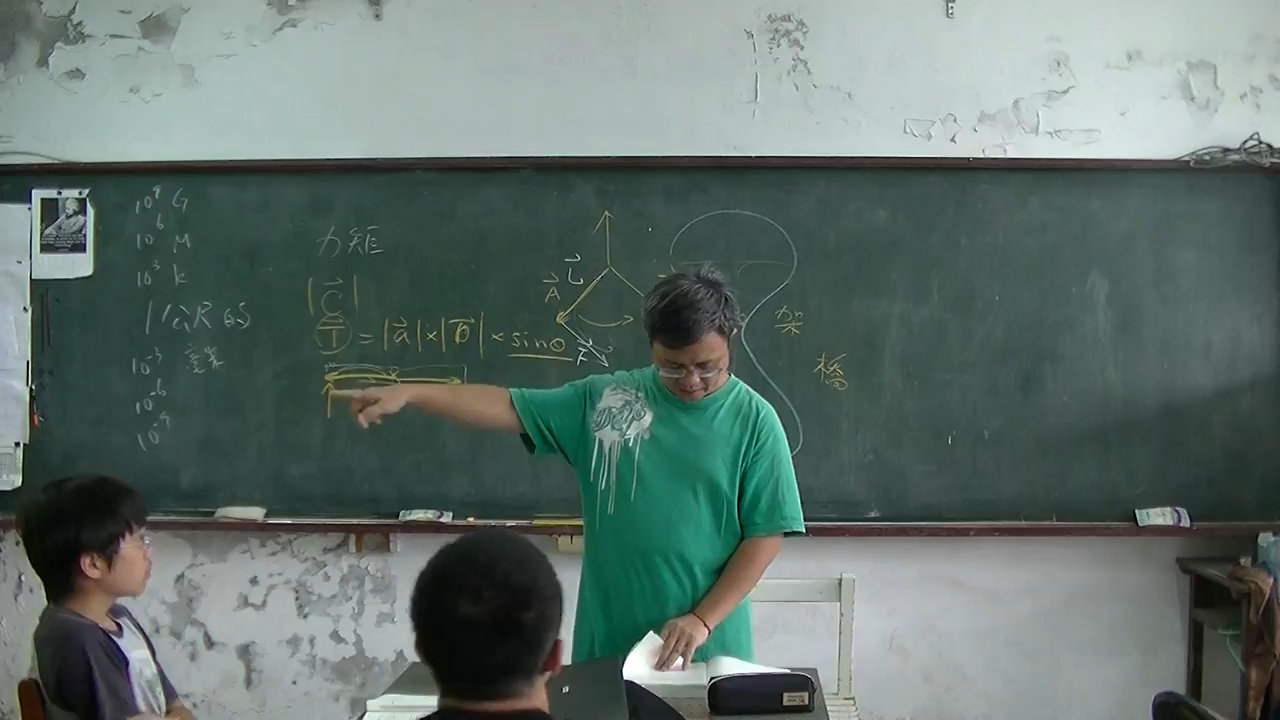 10⁹ G
10⁶ M
10³ k
1公尺的
10⁻³ 毫米
10⁻⁶
10⁻⁹
力矩
|C⃗|
T⃗ = |a⃗| × |b⃗| × sinθ
L⃗
A⃗
F⃗
架
橋